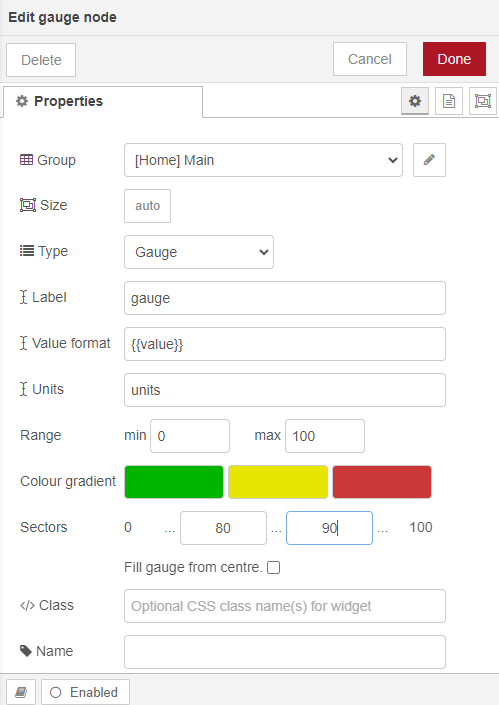 Edit gauge node
Delete Cancel Done
Properties
Group [Home] Main
Size auto
Type Gauge
Label gauge
Value format {{value}}
Units units
Range min 0 max 100
Colour gradient
Sectors 0 ... 80 ... 90 ... 100
Fill gauge from centre.
</> Class Optional CSS class name(s) for widget
Name
Enabled